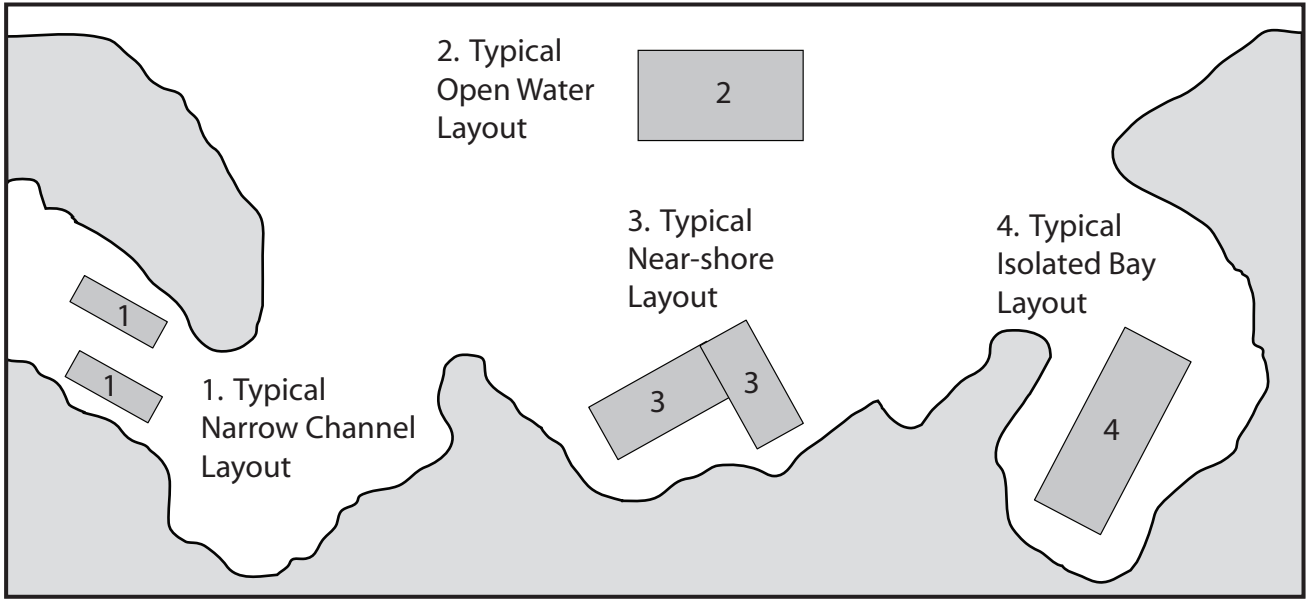 2. Typical
Open Water
Layout
2
3. Typical
Near-shore
Layout
4. Typical
Isolated Bay
Layout
1
1
1. Typical
Narrow Channel
Layout
3
3
4